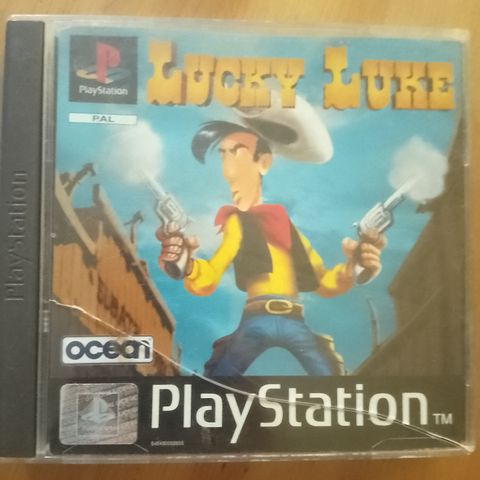 PlayStation
LUCKY LUKE
PlayStation
PAL
ocean
PlayStation™